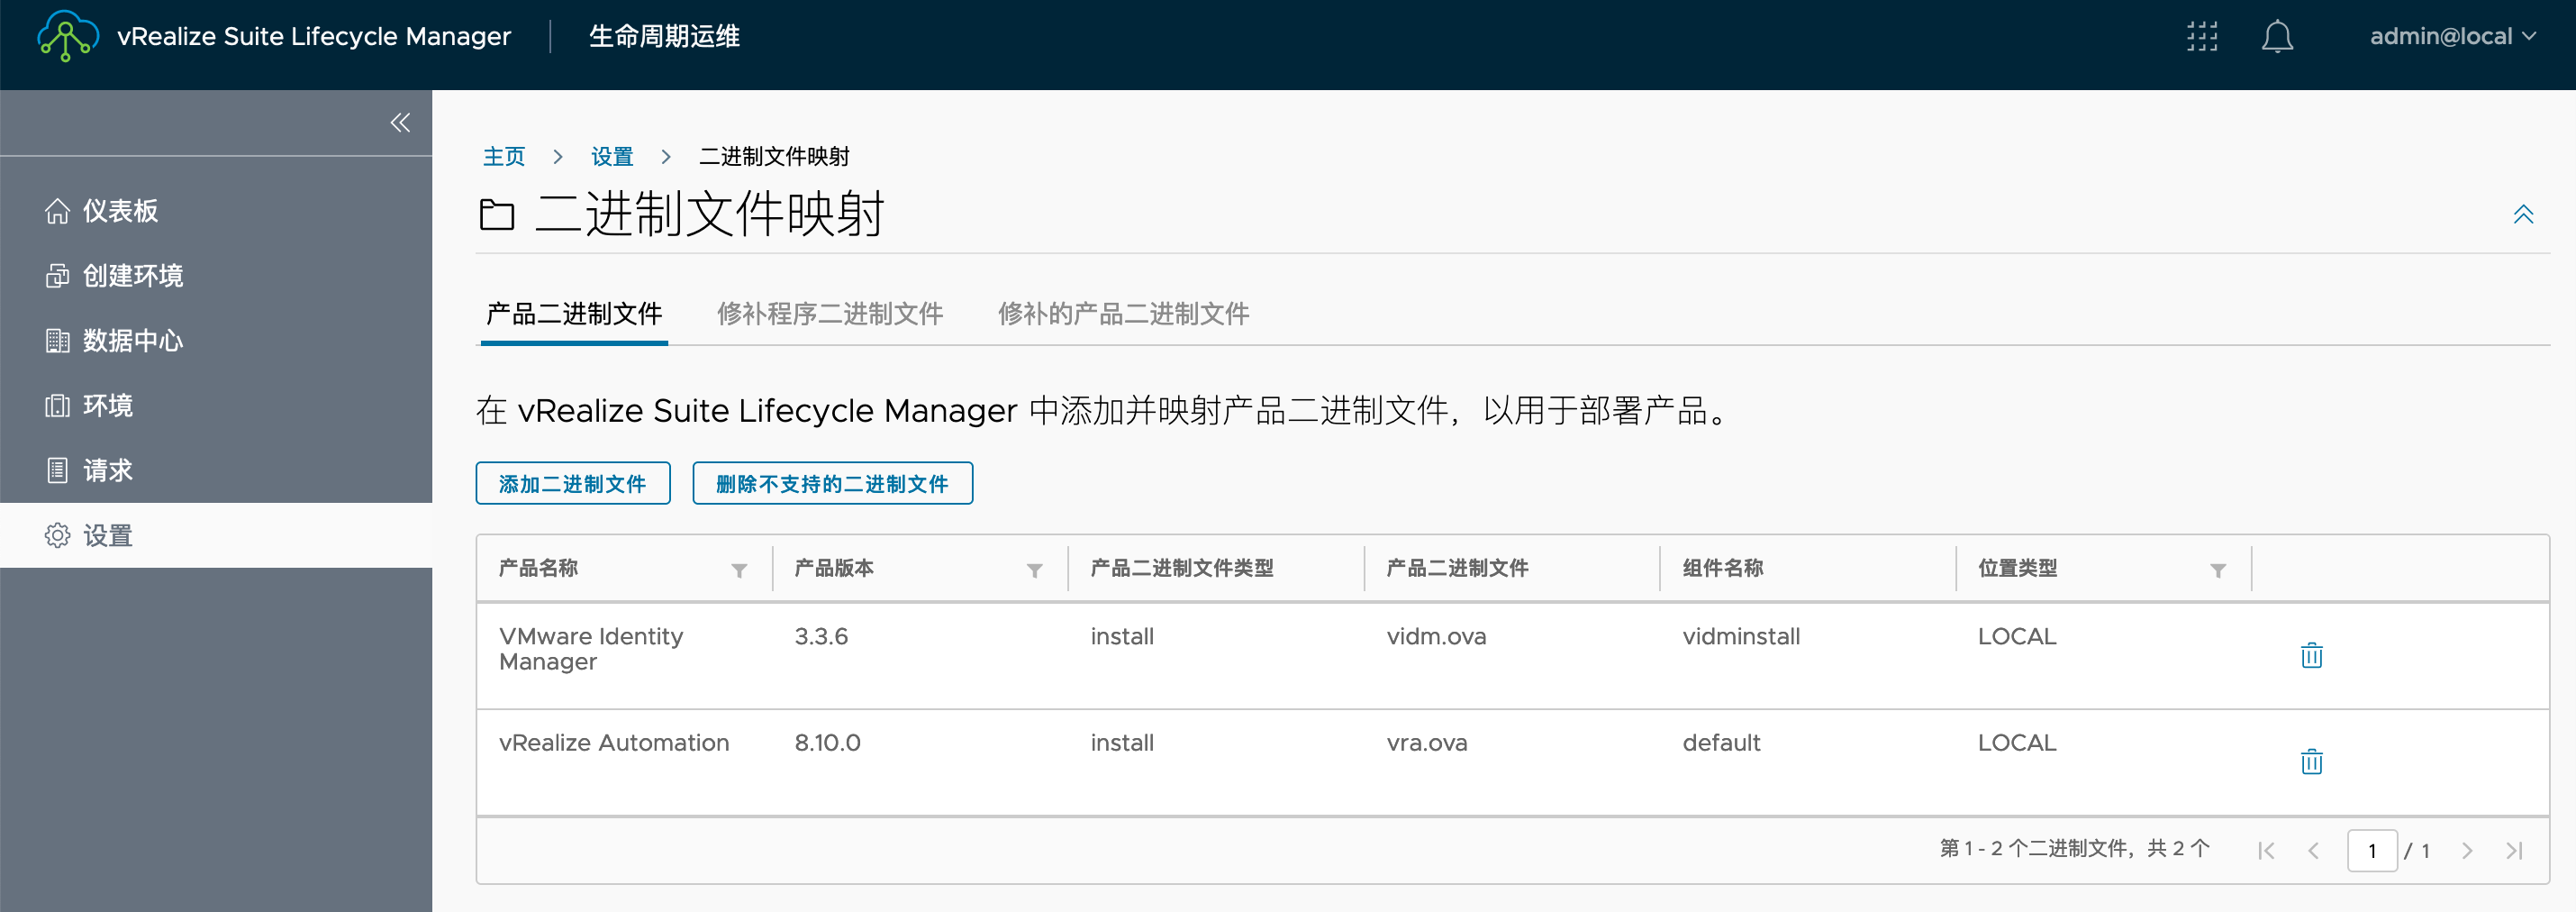 vRealize Suite Lifecycle Manager 生命周期运维 admin@local
仪表板
创建环境
数据中心
环境
请求
设置
主页 > 设置 > 二进制文件映射
二进制文件映射
产品二进制文件 修补程序二进制文件 修补的产品二进制文件
在 vRealize Suite Lifecycle Manager 中添加并映射产品二进制文件，以用于部署产品。
添加二进制文件 删除不支持的二进制文件
产品名称 产品版本 产品二进制文件类型 产品二进制文件 组件名称 位置类型
VMware Identity Manager 3.3.6 install vidm.ova vidminstall LOCAL
vRealize Automation 8.10.0 install vra.ova default LOCAL
第 1 - 2 个二进制文件，共 2 个 1 / 1